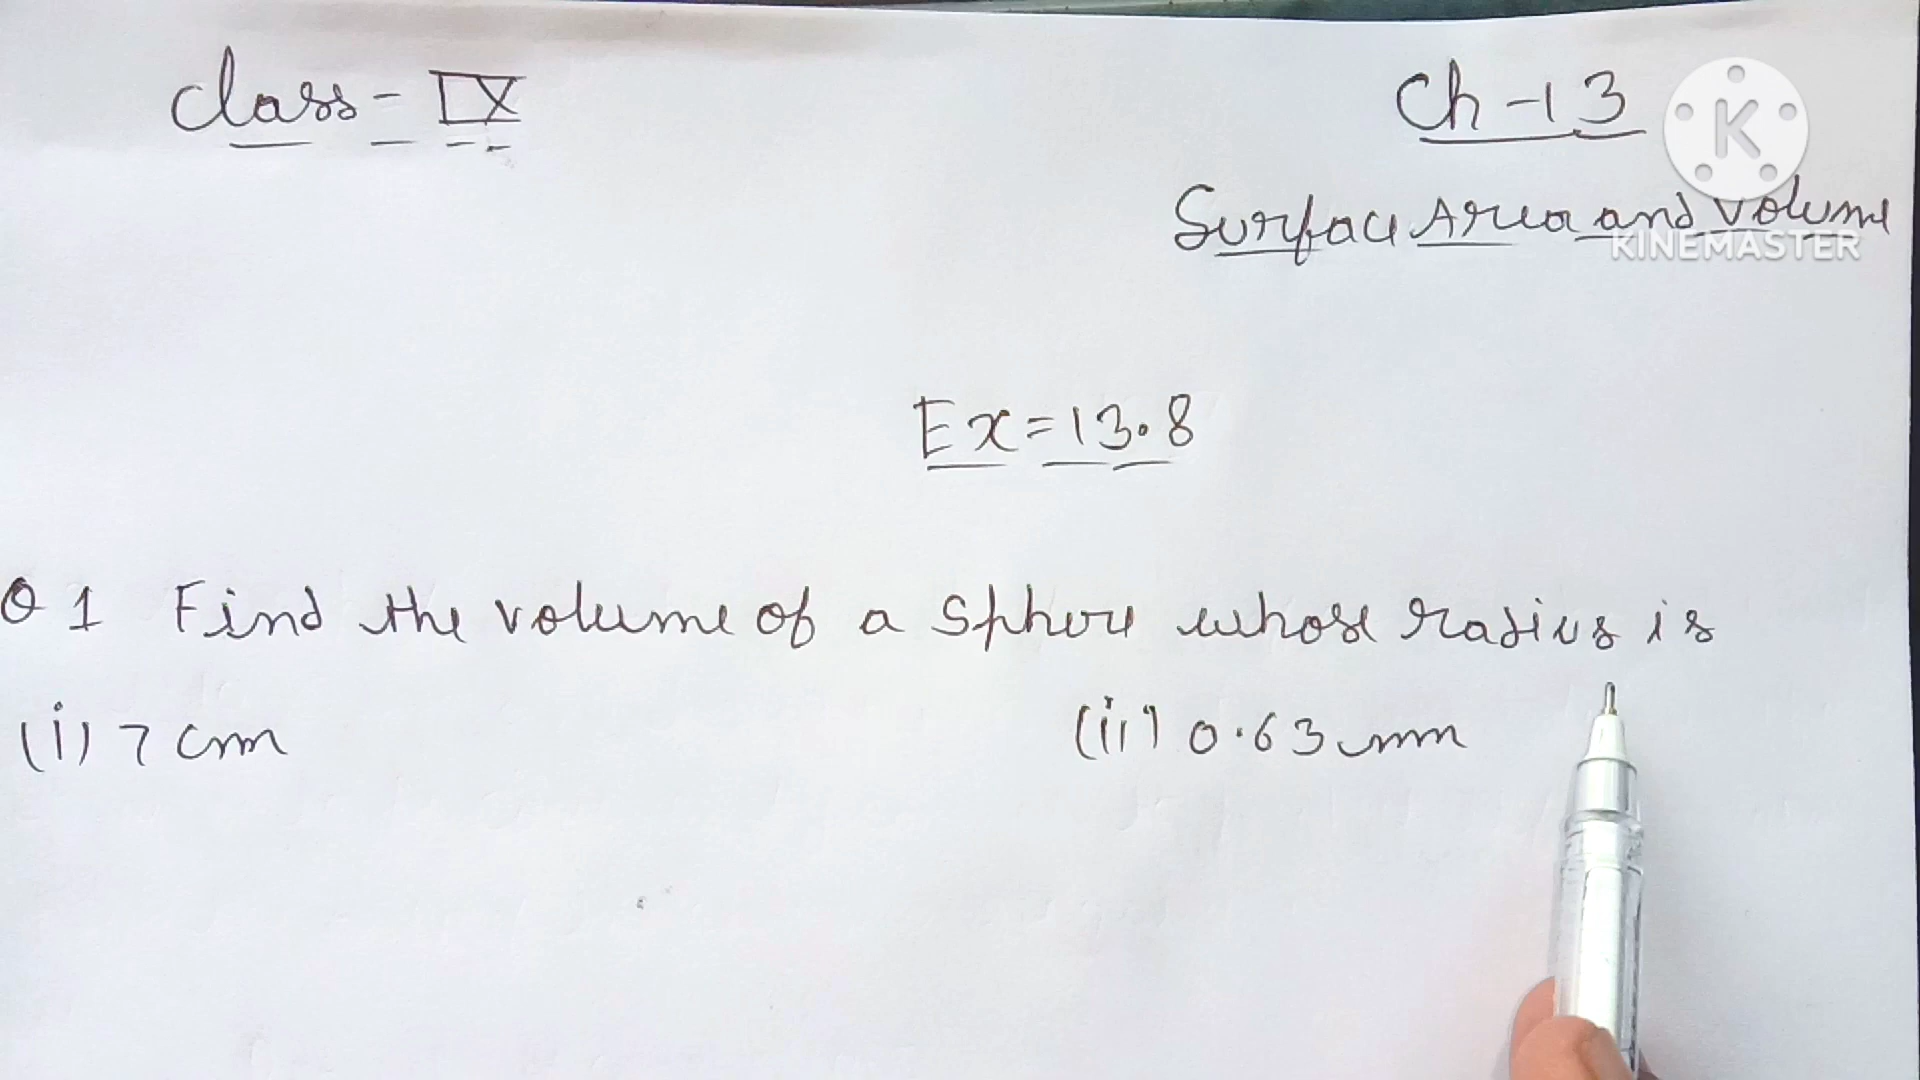 Class - IX
Ch - 13
K
Surface Area and Volume
KINEMASTER
Ex = 13.8
Q 1 Find the volume of a sphere whose radius is
(i) 7 cm (ii) 0.63 mm